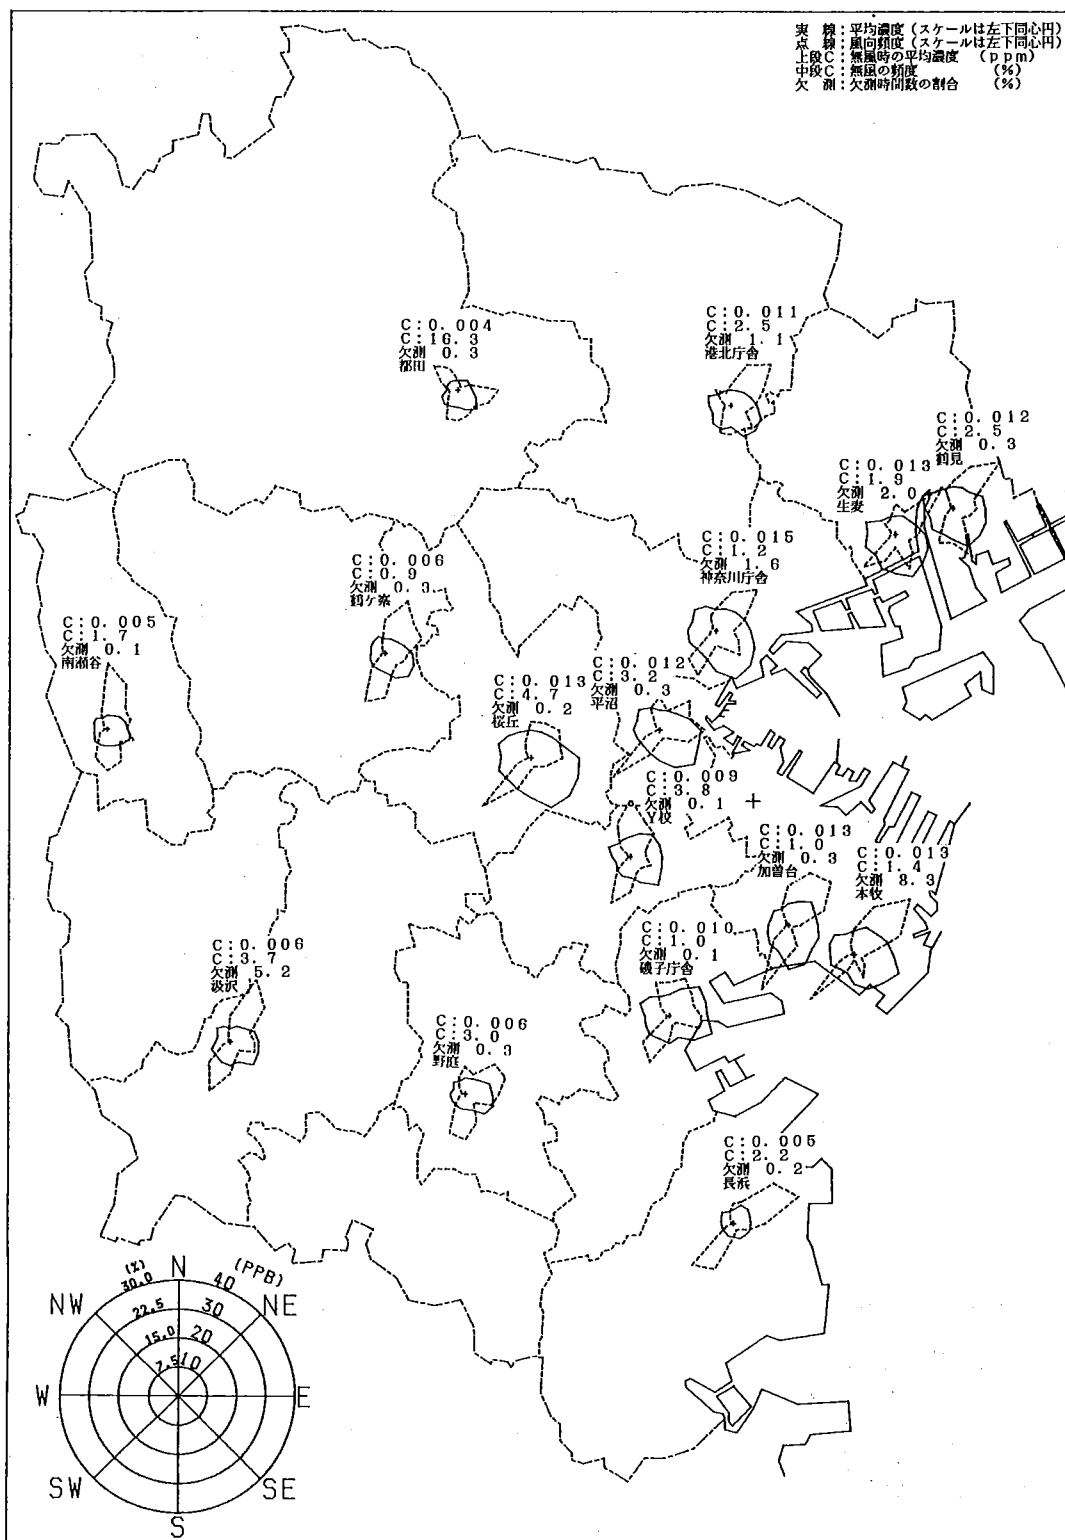 実 線：平均濃度（スケールは左下同心円）
点 線：風向頻度（スケールは左下同心円）
上段C：無風時の平均濃度 （ppm）
中段C：無風の頻度 （%）
欠 測：欠測時間数の割合 （%）
C：0.004
C：16.3
欠測 0.3
都田
C：0.011
C：2.5
欠測 1.1
港北庁舎
C：0.012
C：2.5
欠測 0.3
鶴見
C：0.013
C：1.9
欠測 2.0
生麦
C：0.015
C：1.2
欠測 1.6
神奈川庁舎
C：0.006
C：0.9
欠測 0.3
鶴ケ峯
C：0.005
C：1.7
欠測 0.1
南瀬谷
C：0.012
C：3.2
欠測 0.3
平沼
C：0.013
C：4.7
欠測 0.2
桜丘
C：0.009
C：3.8
欠測 0.1
Y校
C：0.013
C：1.0
欠測 0.3
加曽台
C：0.013
C：1.4
欠測 8.3
本牧
C：0.010
C：1.0
欠測 0.1
磯子庁舎
C：0.006
C：3.7
欠測 5.2
汲沢
C：0.006
C：3.0
欠測 0.3
野庭
C：0.005
C：2.2
欠測 0.2
長浜
(%) N (PPB)
30.0 40
NW 22.5 30 NE
15.0 20
7.5 10
W E
SW SE
S